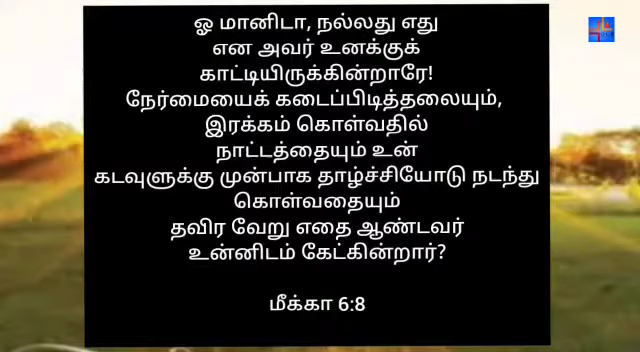 ஓ மானிடா, நல்லது எது
என அவர் உனக்குக்
காட்டியிருக்கின்றாரே!
நேர்மையைக் கடைப்பிடித்தலையும்,
இரக்கம் கொள்வதில்
நாட்டத்தையும் உன்
கடவுளுக்கு முன்பாக தாழ்ச்சியோடு நடந்து
கொள்வதையும்
தவிர வேறு எதை ஆண்டவர்
உன்னிடம் கேட்கின்றார்?
மீக்கா 6:8